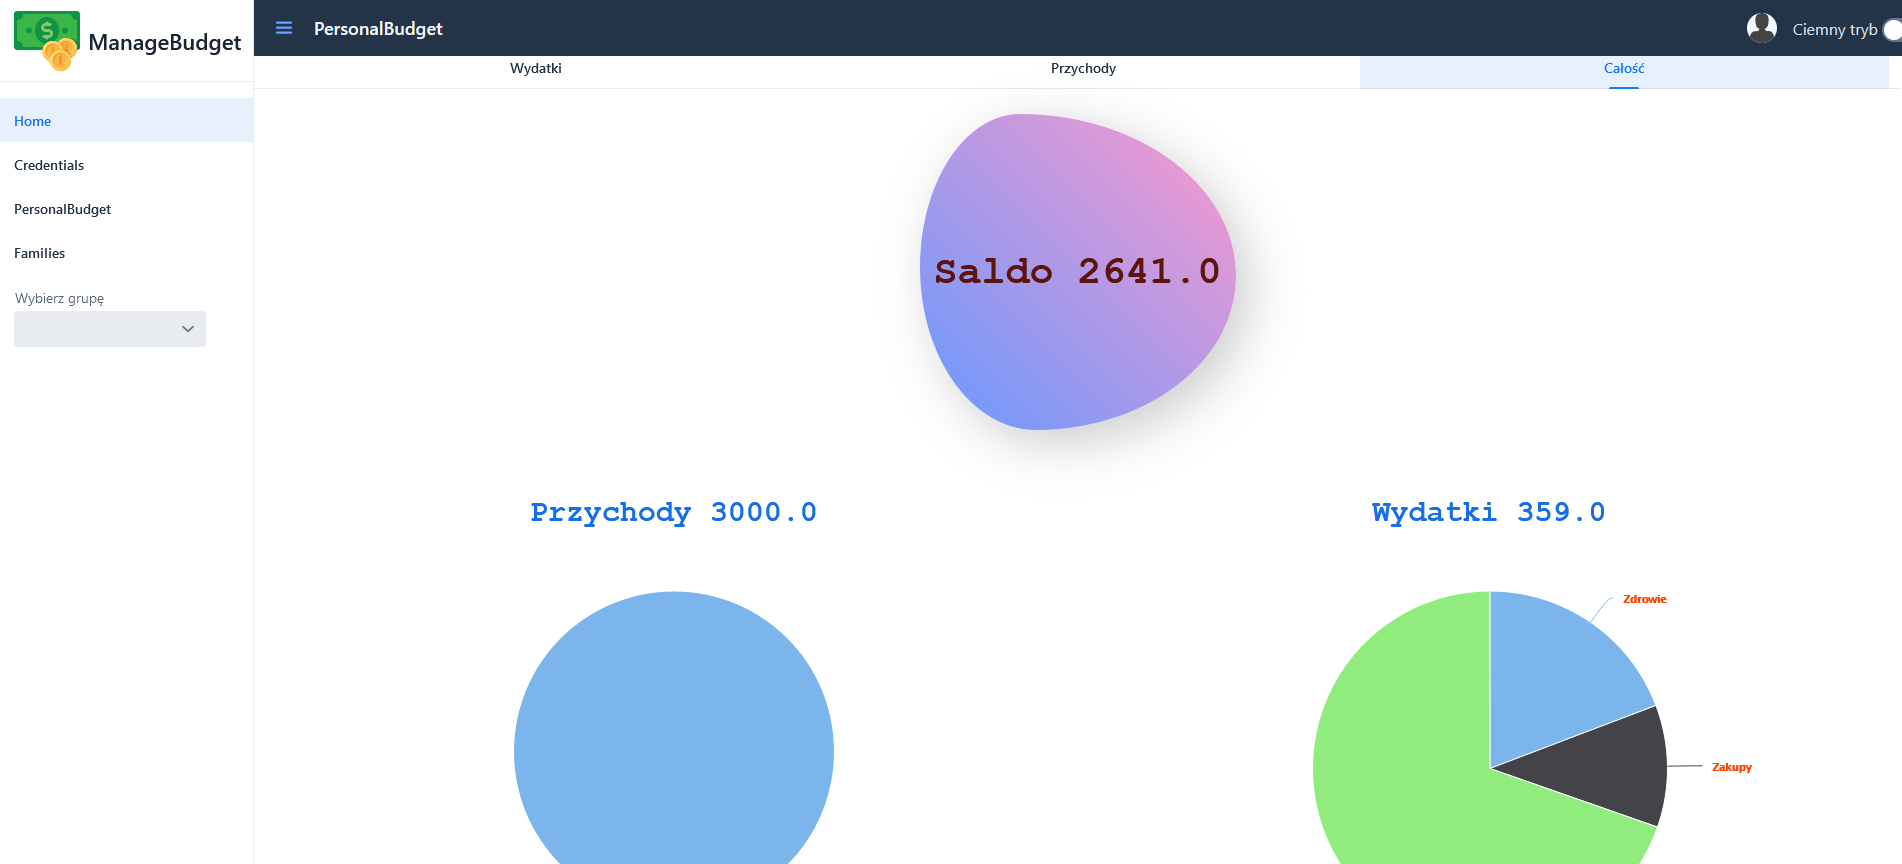 ManageBudget
PersonalBudget
Ciemny tryb
Home
Credentials
PersonalBudget
Families
Wybierz grupę
Wydatki
Przychody
Całość
Saldo 2641.0
Przychody 3000.0
Wydatki 359.0
Zdrowie
Zakupy